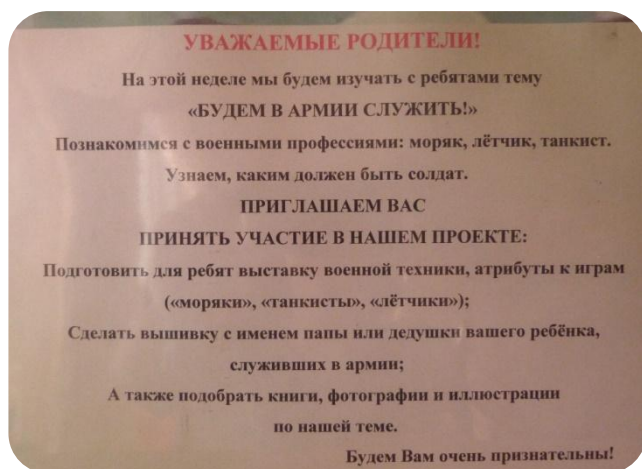 УВАЖАЕМЫЕ РОДИТЕЛИ!
На этой неделе мы будем изучать с ребятами тему
«БУДЕМ В АРМИИ СЛУЖИТЬ!»
Познакомимся с военными профессиями: моряк, лётчик, танкист.
Узнаем, каким должен быть солдат.
ПРИГЛАШАЕМ ВАС
ПРИНЯТЬ УЧАСТИЕ В НАШЕМ ПРОЕКТЕ:
Подготовить для ребят выставку военной техники, атрибуты к играм
(«моряки», «танкисты», «лётчики»);
Сделать вышивку с именем папы или дедушки вашего ребёнка,
служивших в армии;
А также подобрать книги, фотографии и иллюстрации
по нашей теме.
Будем Вам очень признательны!